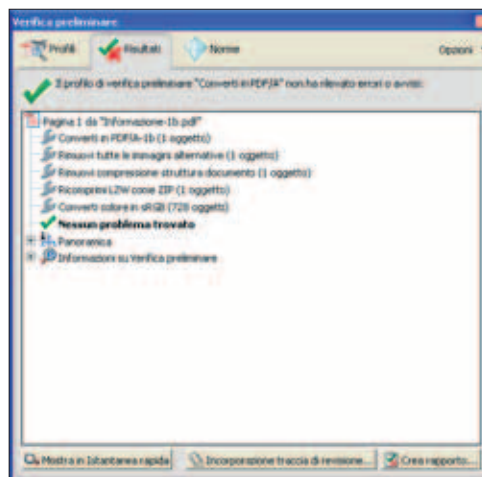 Verifica preliminare
Profili Risultati Norme Opzioni
Il profilo di verifica preliminare "Converti in PDF/A" non ha rilevato errori o avvisi.
Pagina 1 da "Informazione-1b.pdf"
Converti in PDF/A-1b (1 oggetto)
Rimuovi tutte le immagini alternative (1 oggetto)
Rimuovi compressione struttura documento (1 oggetto)
Ricomprimi LZW come ZIP (1 oggetto)
Converti colore in sRGB (728 oggetto)
Nessun problema trovato
Panoramica
Informazioni su Verifica preliminare
Mostra in Istantanea rapida Incorporazione traccia di revisione... Crea rapporto...